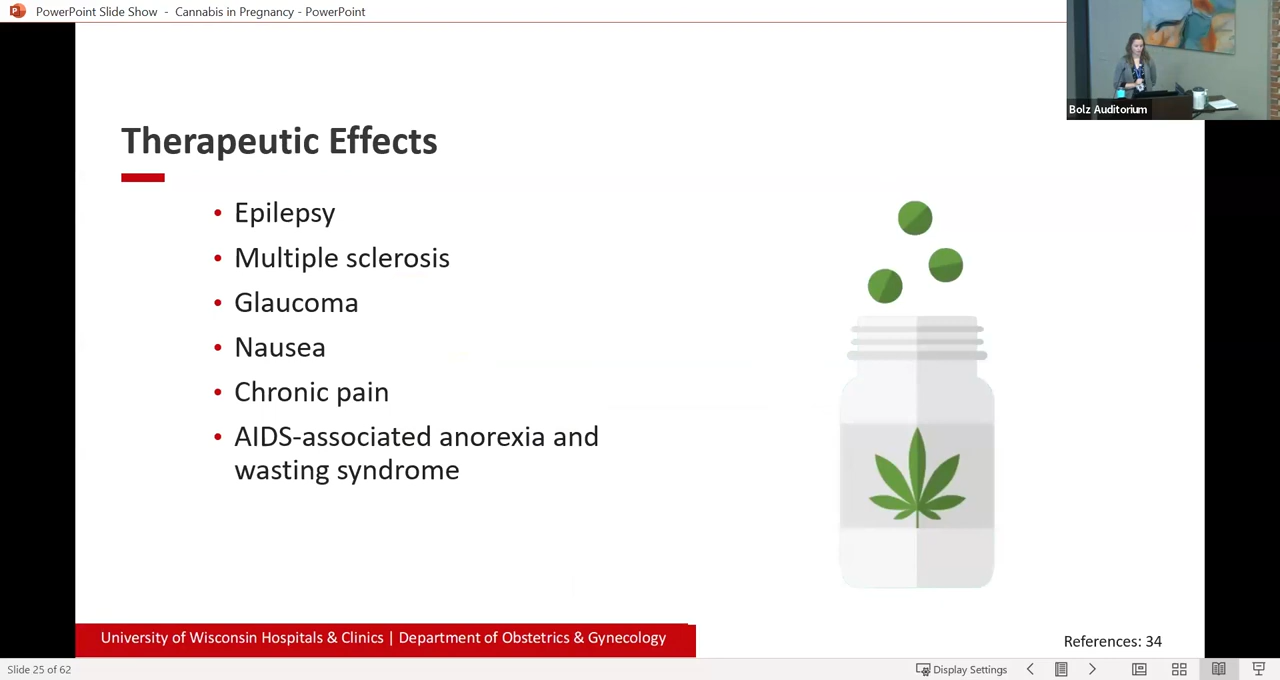 PowerPoint Slide Show - Cannabis in Pregnancy - PowerPoint
Bolz Auditorium
Therapeutic Effects
• Epilepsy
• Multiple sclerosis
• Glaucoma
• Nausea
• Chronic pain
• AIDS-associated anorexia and
wasting syndrome
University of Wisconsin Hospitals & Clinics | Department of Obstetrics & Gynecology
References: 34
Slide 25 of 62
Display Settings